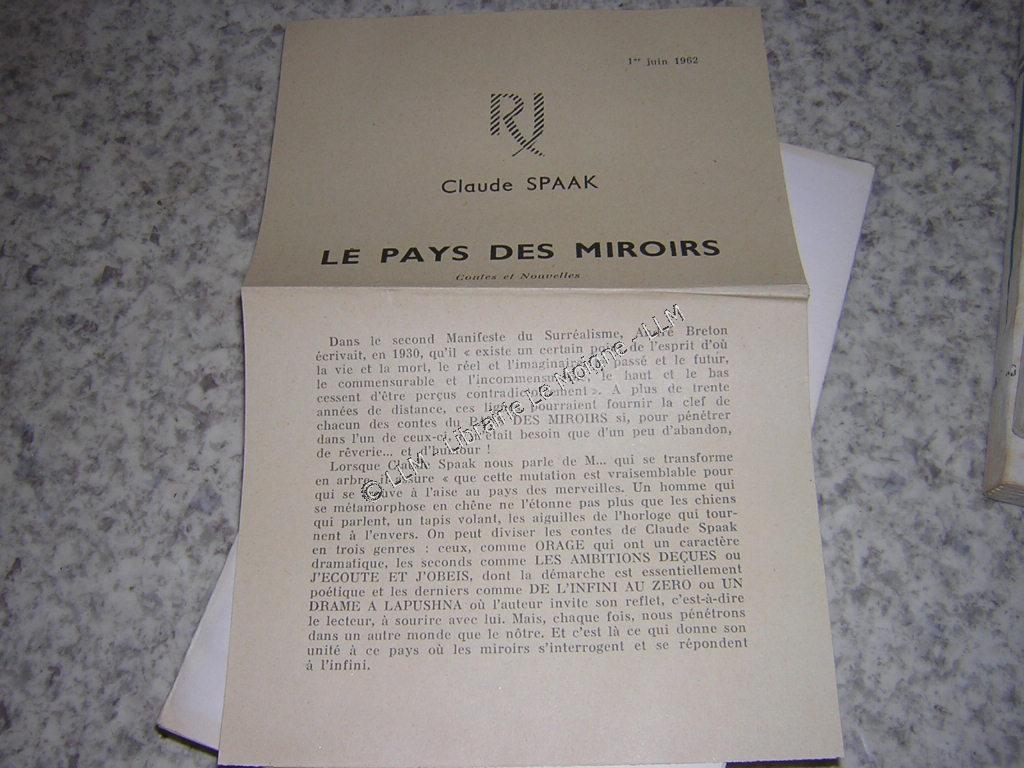 1er juin 1962
RJ
Claude SPAAK
LE PAYS DES MIROIRS
Contes et Nouvelles
Dans le second Manifeste du Surréalisme, André Breton
écrivait, en 1930, qu'il « existe un certain point de l'esprit d'où
la vie et la mort, le réel et l'imaginaire, le passé et le futur,
le commensurable et l'incommensurable, le haut et le bas
cessent d'être perçus contradictoirement ». A plus de trente
années de distance, ces lignes pourraient fournir la clef de
chacun des contes du PAYS DES MIROIRS si, pour pénétrer
dans l'un de ceux-ci, était besoin que d'un peu d'abandon,
de rêverie... et d'humour !
Lorsque Claude Spaak nous parle de M... qui se transforme
en arbre, assure « que cette mutation est vraisemblable pour
qui se trouve à l'aise au pays des merveilles. Un homme qui
se métamorphose en chêne ne l'étonne pas plus que les chiens
qui parlent, un tapis volant, les aiguilles de l'horloge qui tour-
nent à l'envers. On peut diviser les contes de Claude Spaak
en trois genres : ceux, comme ORAGE qui ont un caractère
dramatique, les seconds comme LES AMBITIONS DEÇUES ou
J'ECOUTE ET J'OBEIS, dont la démarche est essentiellement
poétique et les derniers comme DE L'INFINI AU ZERO ou UN
DRAME A LAPUSHNA où l'auteur invite son reflet, c'est-à-dire
le lecteur, à sourire avec lui. Mais, chaque fois, nous pénétrons
dans un autre monde que le nôtre. Et c'est là ce qui donne son
unité à ce pays où les miroirs s'interrogent et se répondent
à l'infini.
© LLM - Librairie Le Moigne - LLM